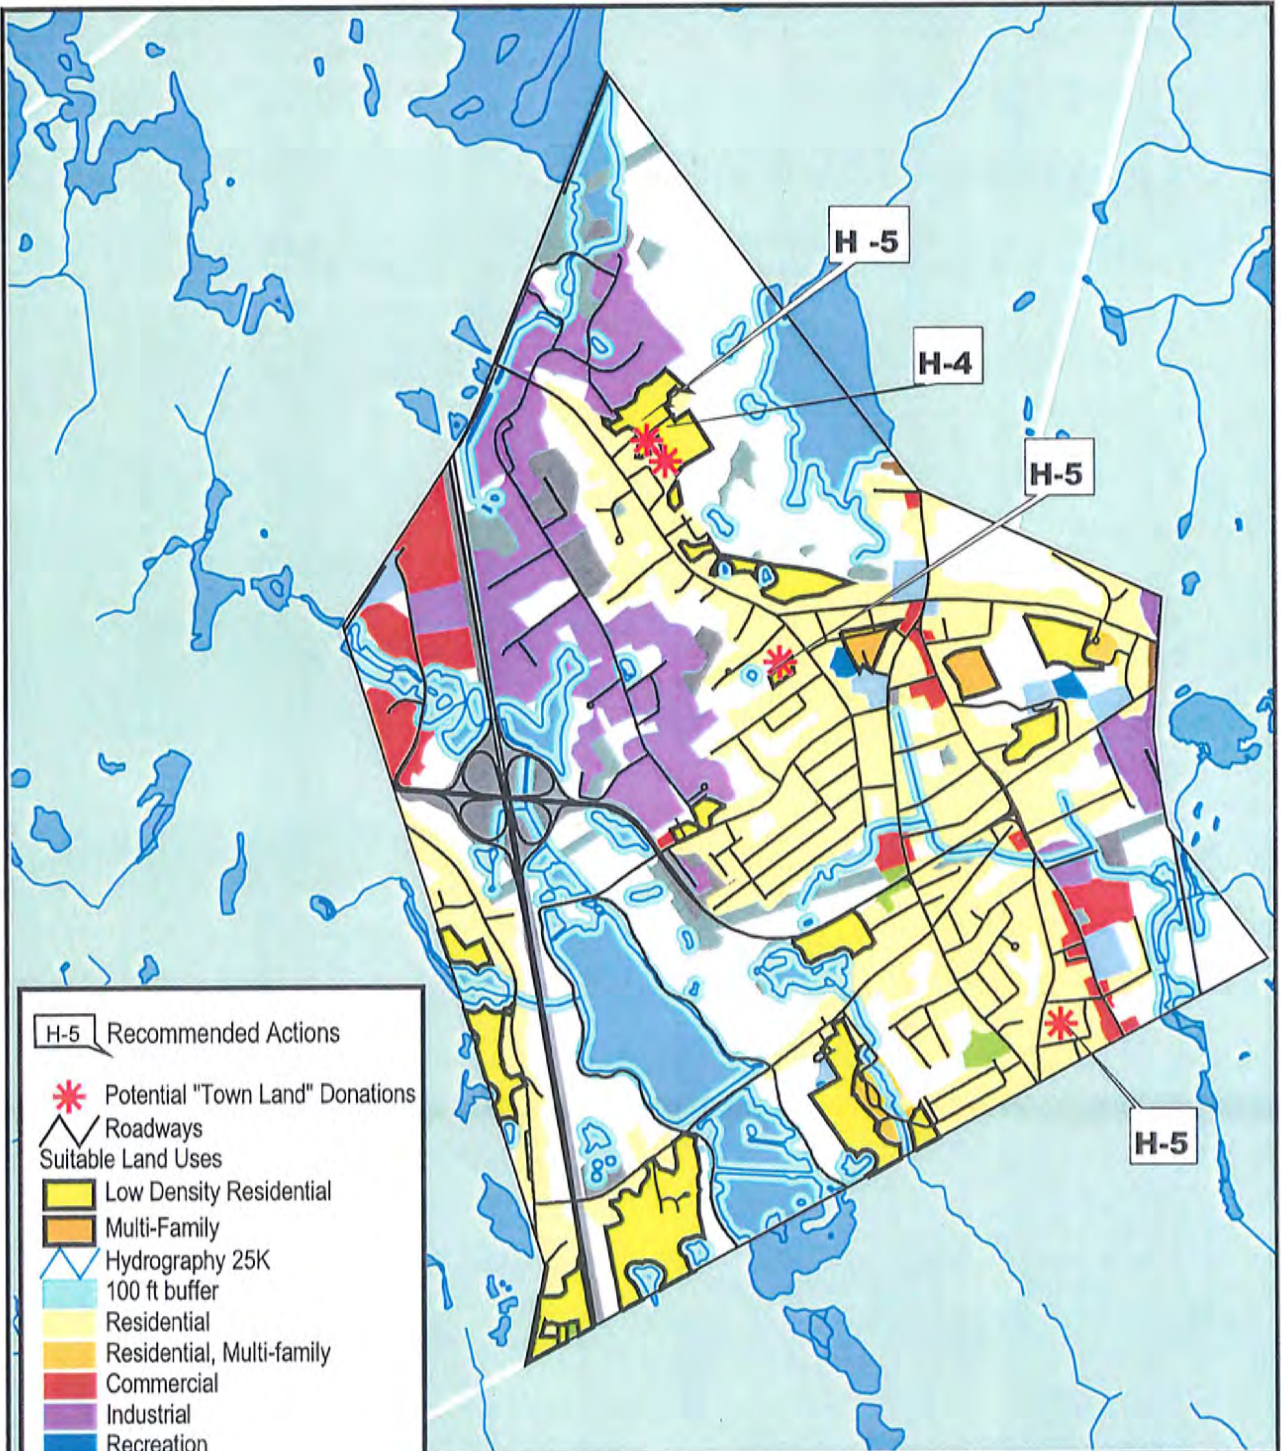 H -5
H-4
H-5
H-5
H-5 Recommended Actions
Potential "Town Land" Donations
Roadways
Suitable Land Uses
Low Density Residential
Multi-Family
Hydrography 25K
100 ft buffer
Residential
Residential, Multi-family
Commercial
Industrial
Recreation